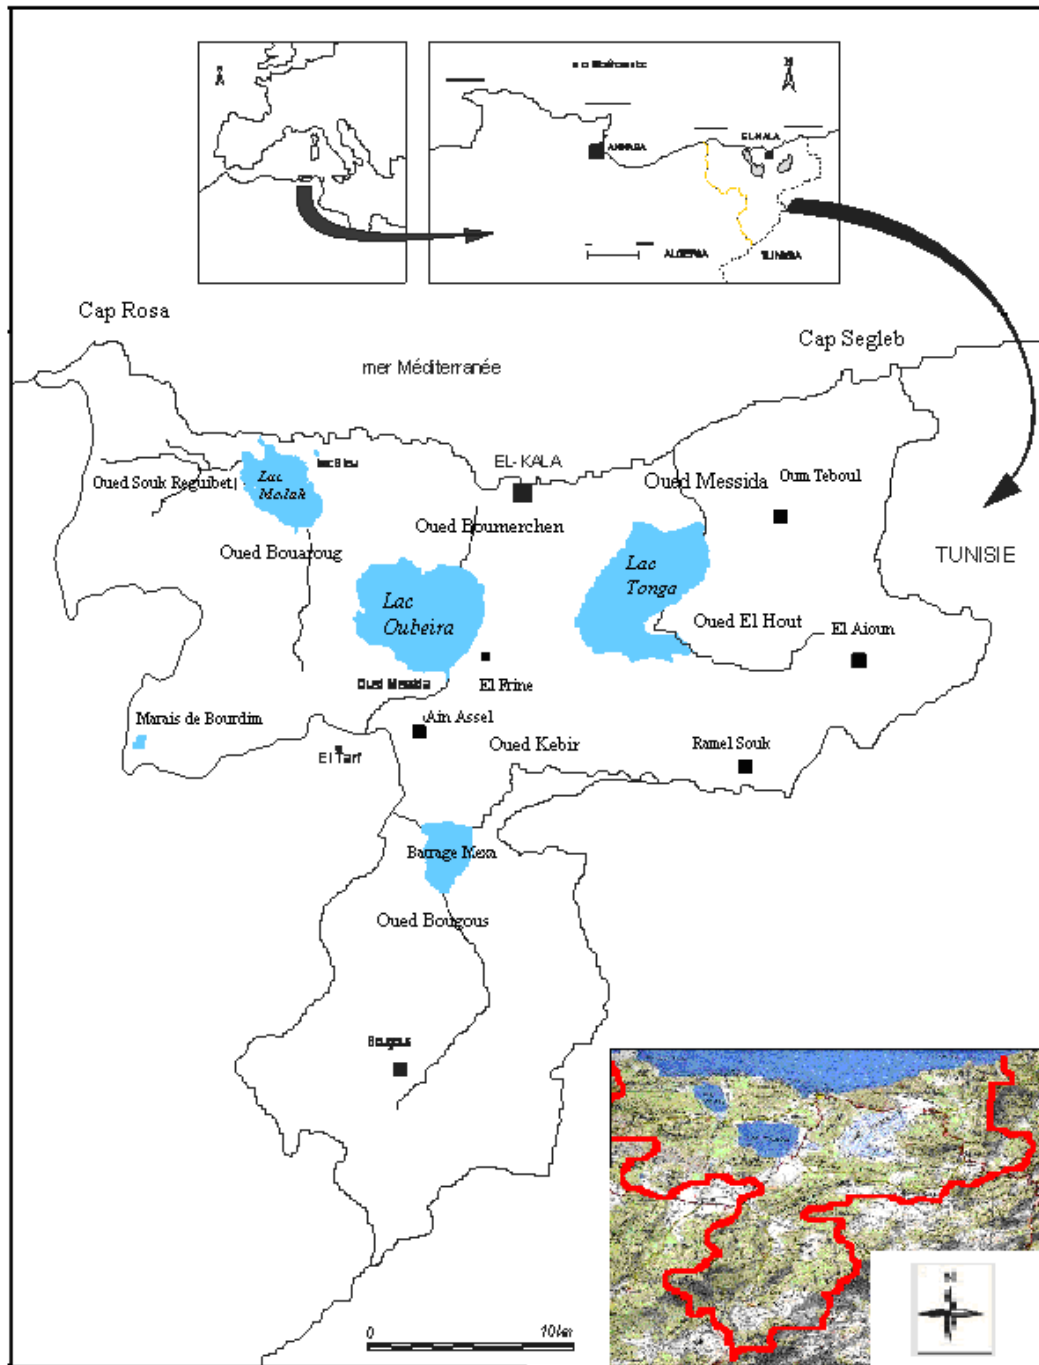 N
N
ANNABA
EL-KALA
ALGERIA
TUNISIA
Cap Rosa
Cap Segleb
mer Méditerranée
EL-KALA
Oued Souk Reguibet
Lac
Melah
Oued Messida
Oum Teboul
Oued Boumerchen
Oued Bouaroug
TUNISIE
Lac
Tonga
Lac
Oubeira
Oued El Hout
El Aioun
Oued Messida
El Frine
Marais de Bourdim
Ain Assel
El Tarf
Oued Kebir
Ramel Souk
Barrage Mexa
Oued Bougous
Bougous
N
0 10 km